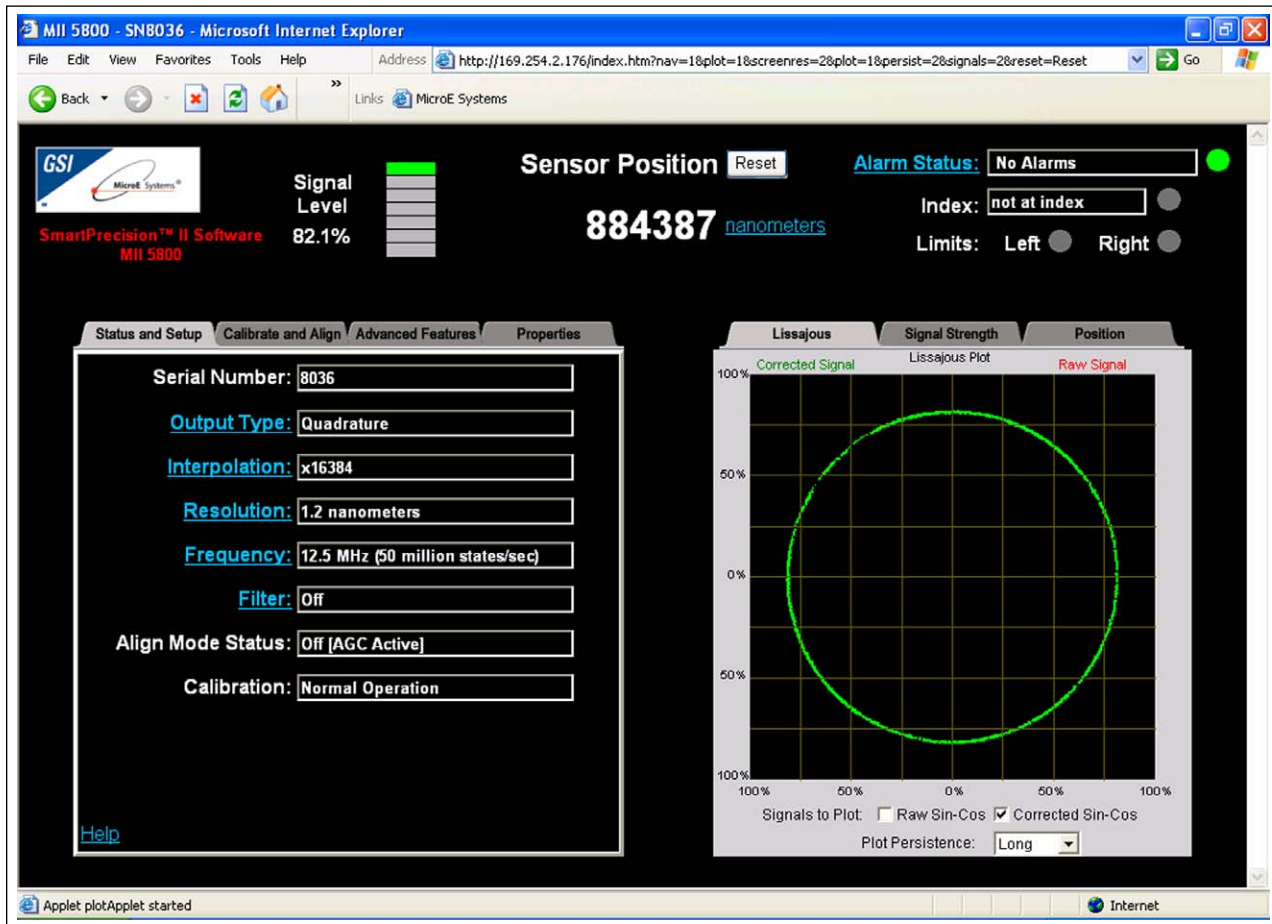 MII 5800 - SN8036 - Microsoft Internet Explorer
File Edit View Favorites Tools Help Address http://169.254.2.176/index.htm?nav=1&plot=1&screenres=2&plot=1&persist=2&signals=2&reset=Reset Go
Back » Links MicroE Systems
GSI
MicroE Systems®
SmartPrecision™ II Software
MII 5800
Signal
Level
82.1%
Sensor Position Reset
884387 nanometers
Alarm Status: No Alarms
Index: not at index
Limits: Left Right
Status and Setup Calibrate and Align Advanced Features Properties
Serial Number: 8036
Output Type: Quadrature
Interpolation: x16384
Resolution: 1.2 nanometers
Frequency: 12.5 MHz (50 million states/sec)
Filter: Off
Align Mode Status: Off [AGC Active]
Calibration: Normal Operation
Help
Lissajous Signal Strength Position
Lissajous Plot
Corrected Signal Raw Signal
100%
50%
0%
50%
100%
100% 50% 0% 50% 100%
Signals to Plot: Raw Sin-Cos Corrected Sin-Cos
Plot Persistence: Long
Applet plotApplet started Internet